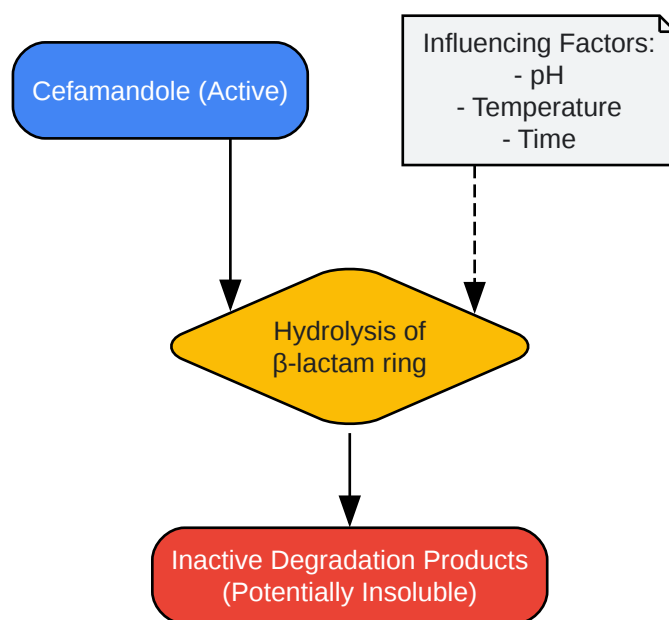 Cefamandole (Active)
Influencing Factors:
- pH
- Temperature
- Time
Hydrolysis of
β-lactam ring
Inactive Degradation Products
(Potentially Insoluble)